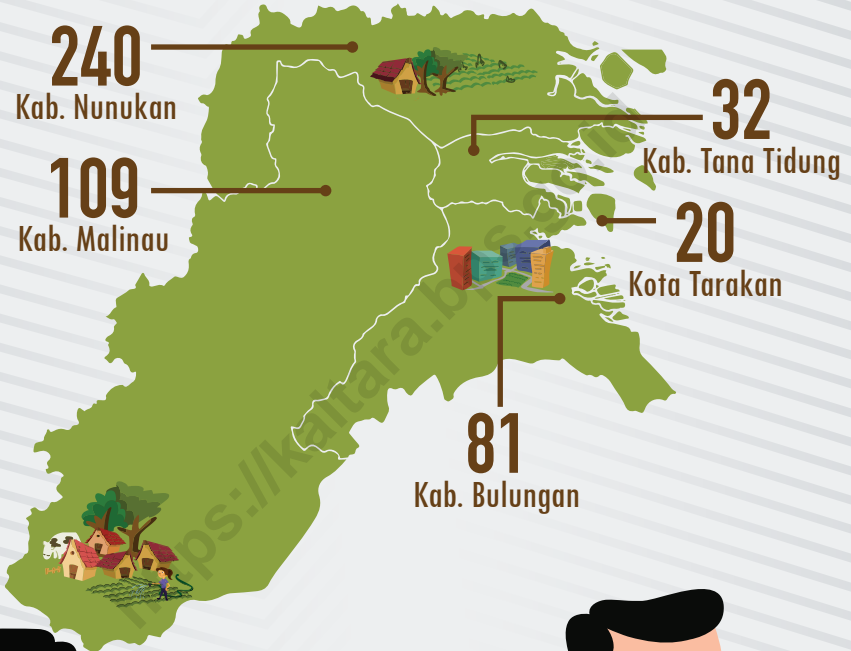 240
Kab. Nunukan
32
Kab. Tana Tidung
109
Kab. Malinau
20
Kota Tarakan
81
Kab. Bulungan
https://kaltara.bps.go.id